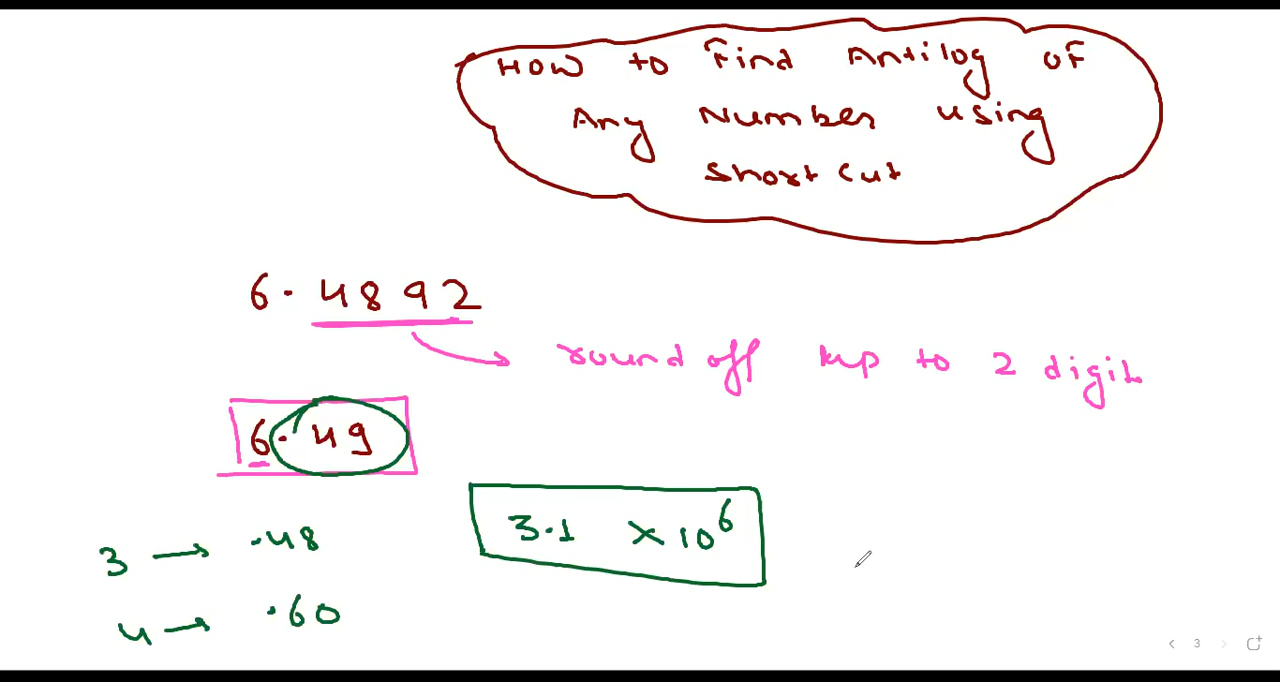 How to Find Antilog of
Any Number using
Short Cut
6.4892
round off up to 2 digit
6.49
3.1 × 10⁶
3 → .48
4 → .60
3